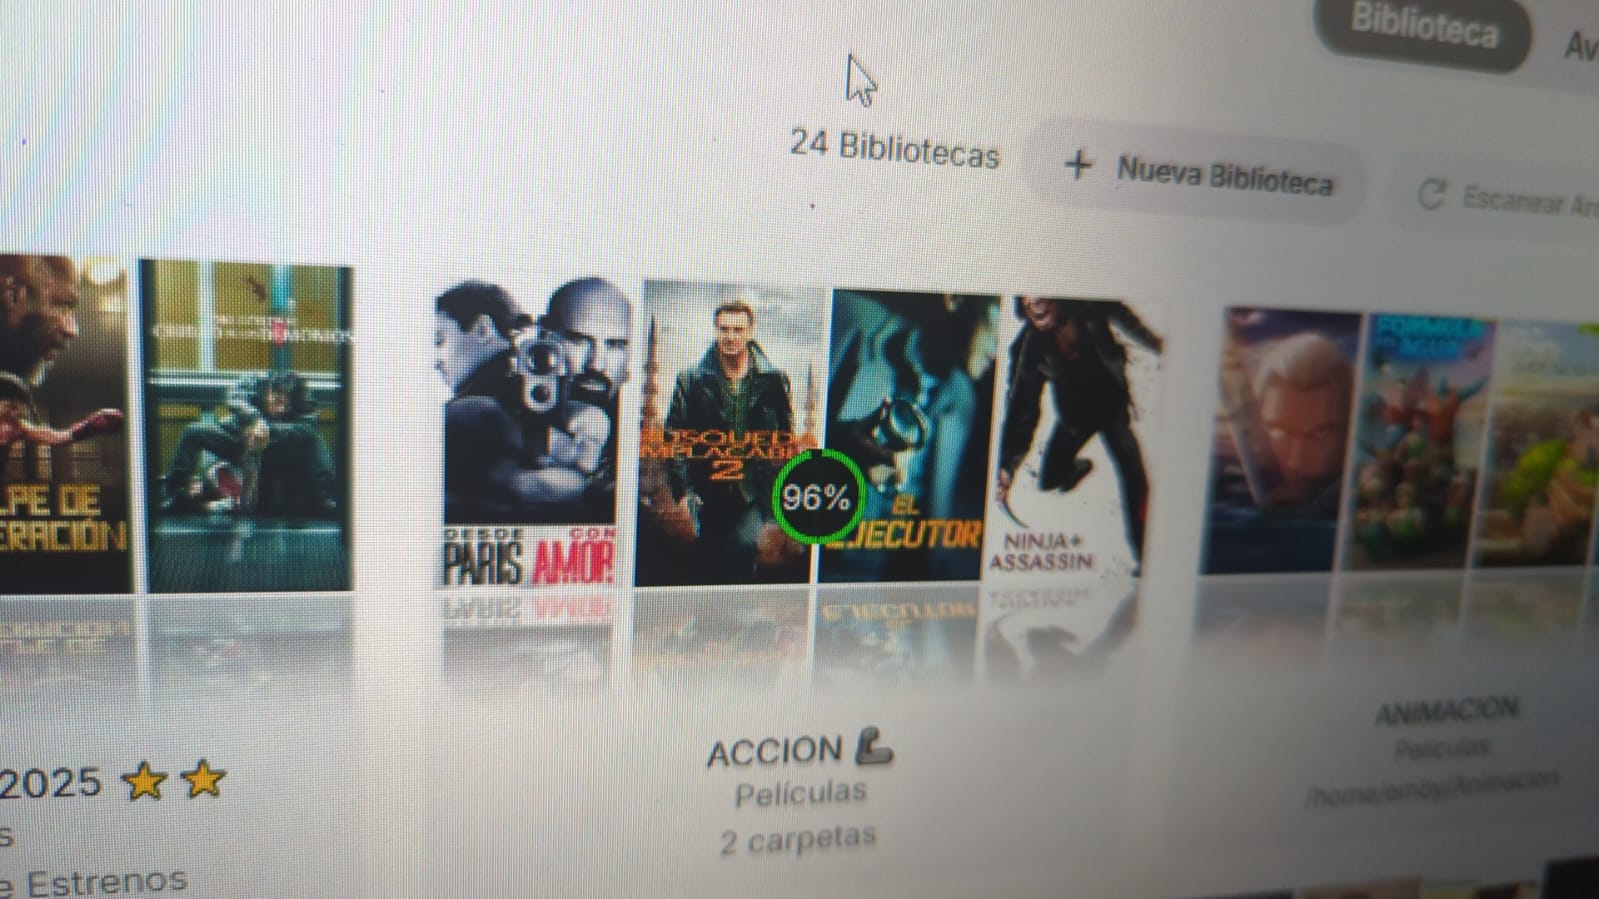 Biblioteca
Av
24 Bibliotecas
+ Nueva Biblioteca
Escanear Ar
LPE DE
ERACIÓN
DESDE
PARIS
CON
AMOR
BÚSQUEDA
IMPLACABLE
2
96%
EL
EJECUTOR
NINJA+
ASSASSIN
FORMULA
AGUA
2025 ⭐⭐
s
e Estrenos
ACCION 💪
Películas
2 carpetas
ANIMACION
Películas
/home/emby/Animacion